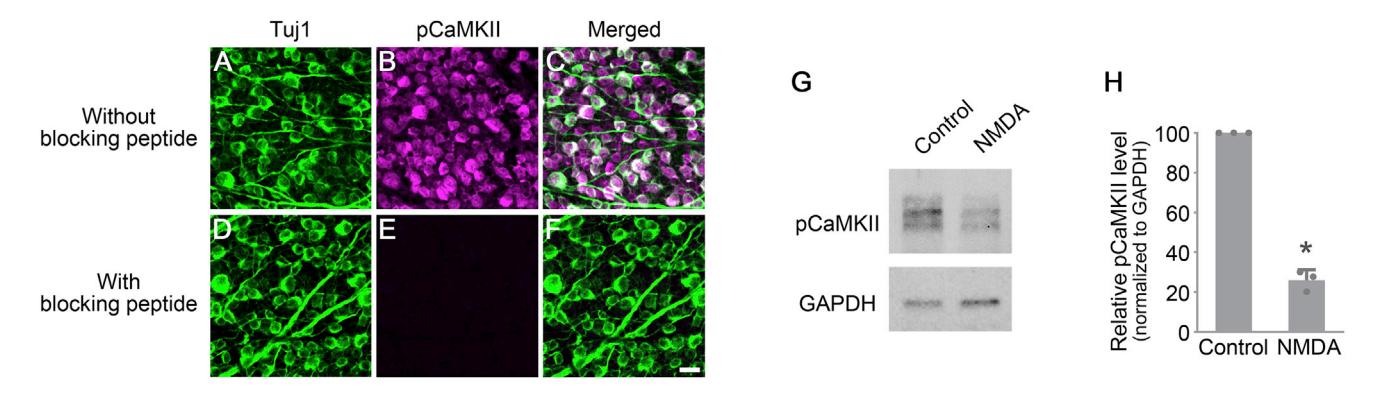 Tuj1
pCaMKII
Merged
Without
blocking peptide
A
B
C
With
blocking peptide
D
E
F
G
Control
NMDA
pCaMKII
GAPDH
H
Relative pCaMKII level
(normalized to GAPDH)
100
80
60
40
20
0
*
Control NMDA